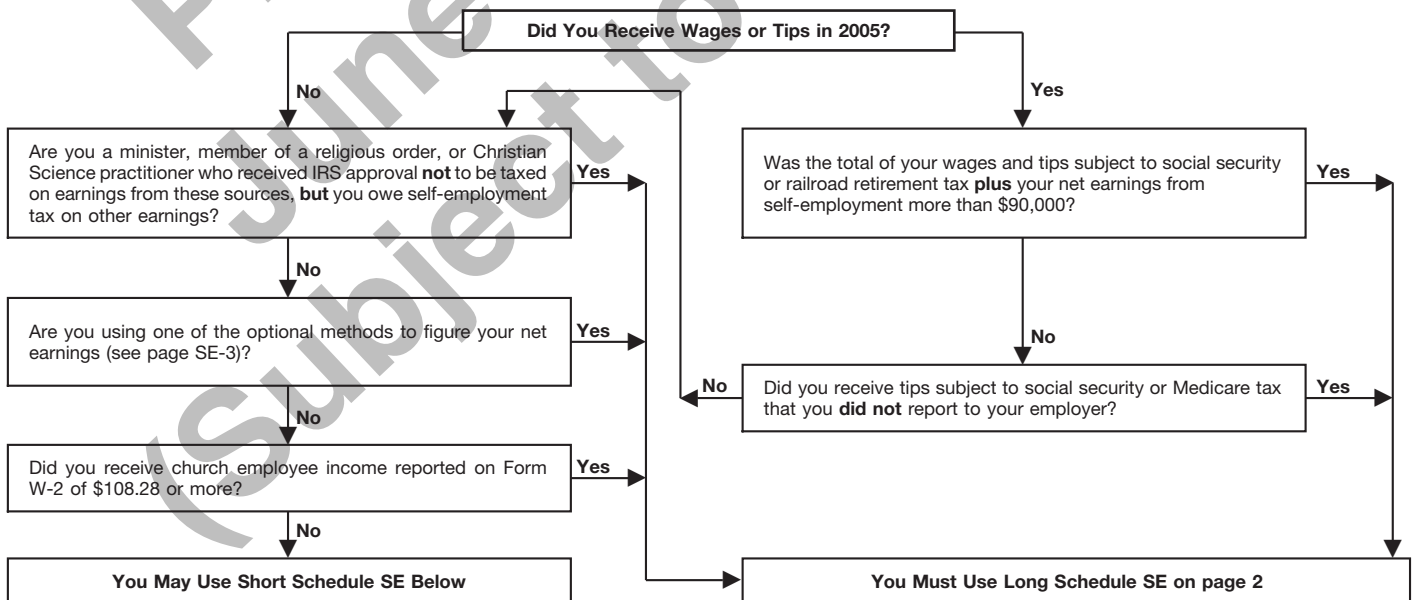 Did You Receive Wages or Tips in 2005?
No
Yes
Are you a minister, member of a religious order, or Christian
Science practitioner who received IRS approval not to be taxed
on earnings from these sources, but you owe self-employment
tax on other earnings?
Yes
Was the total of your wages and tips subject to social security
or railroad retirement tax plus your net earnings from
self-employment more than $90,000?
Yes
No
Are you using one of the optional methods to figure your net
earnings (see page SE-3)?
Yes
No
No
Did you receive tips subject to social security or Medicare tax
that you did not report to your employer?
Yes
No
Did you receive church employee income reported on Form
W-2 of $108.28 or more?
Yes
No
You May Use Short Schedule SE Below
You Must Use Long Schedule SE on page 2
June
(Subject to